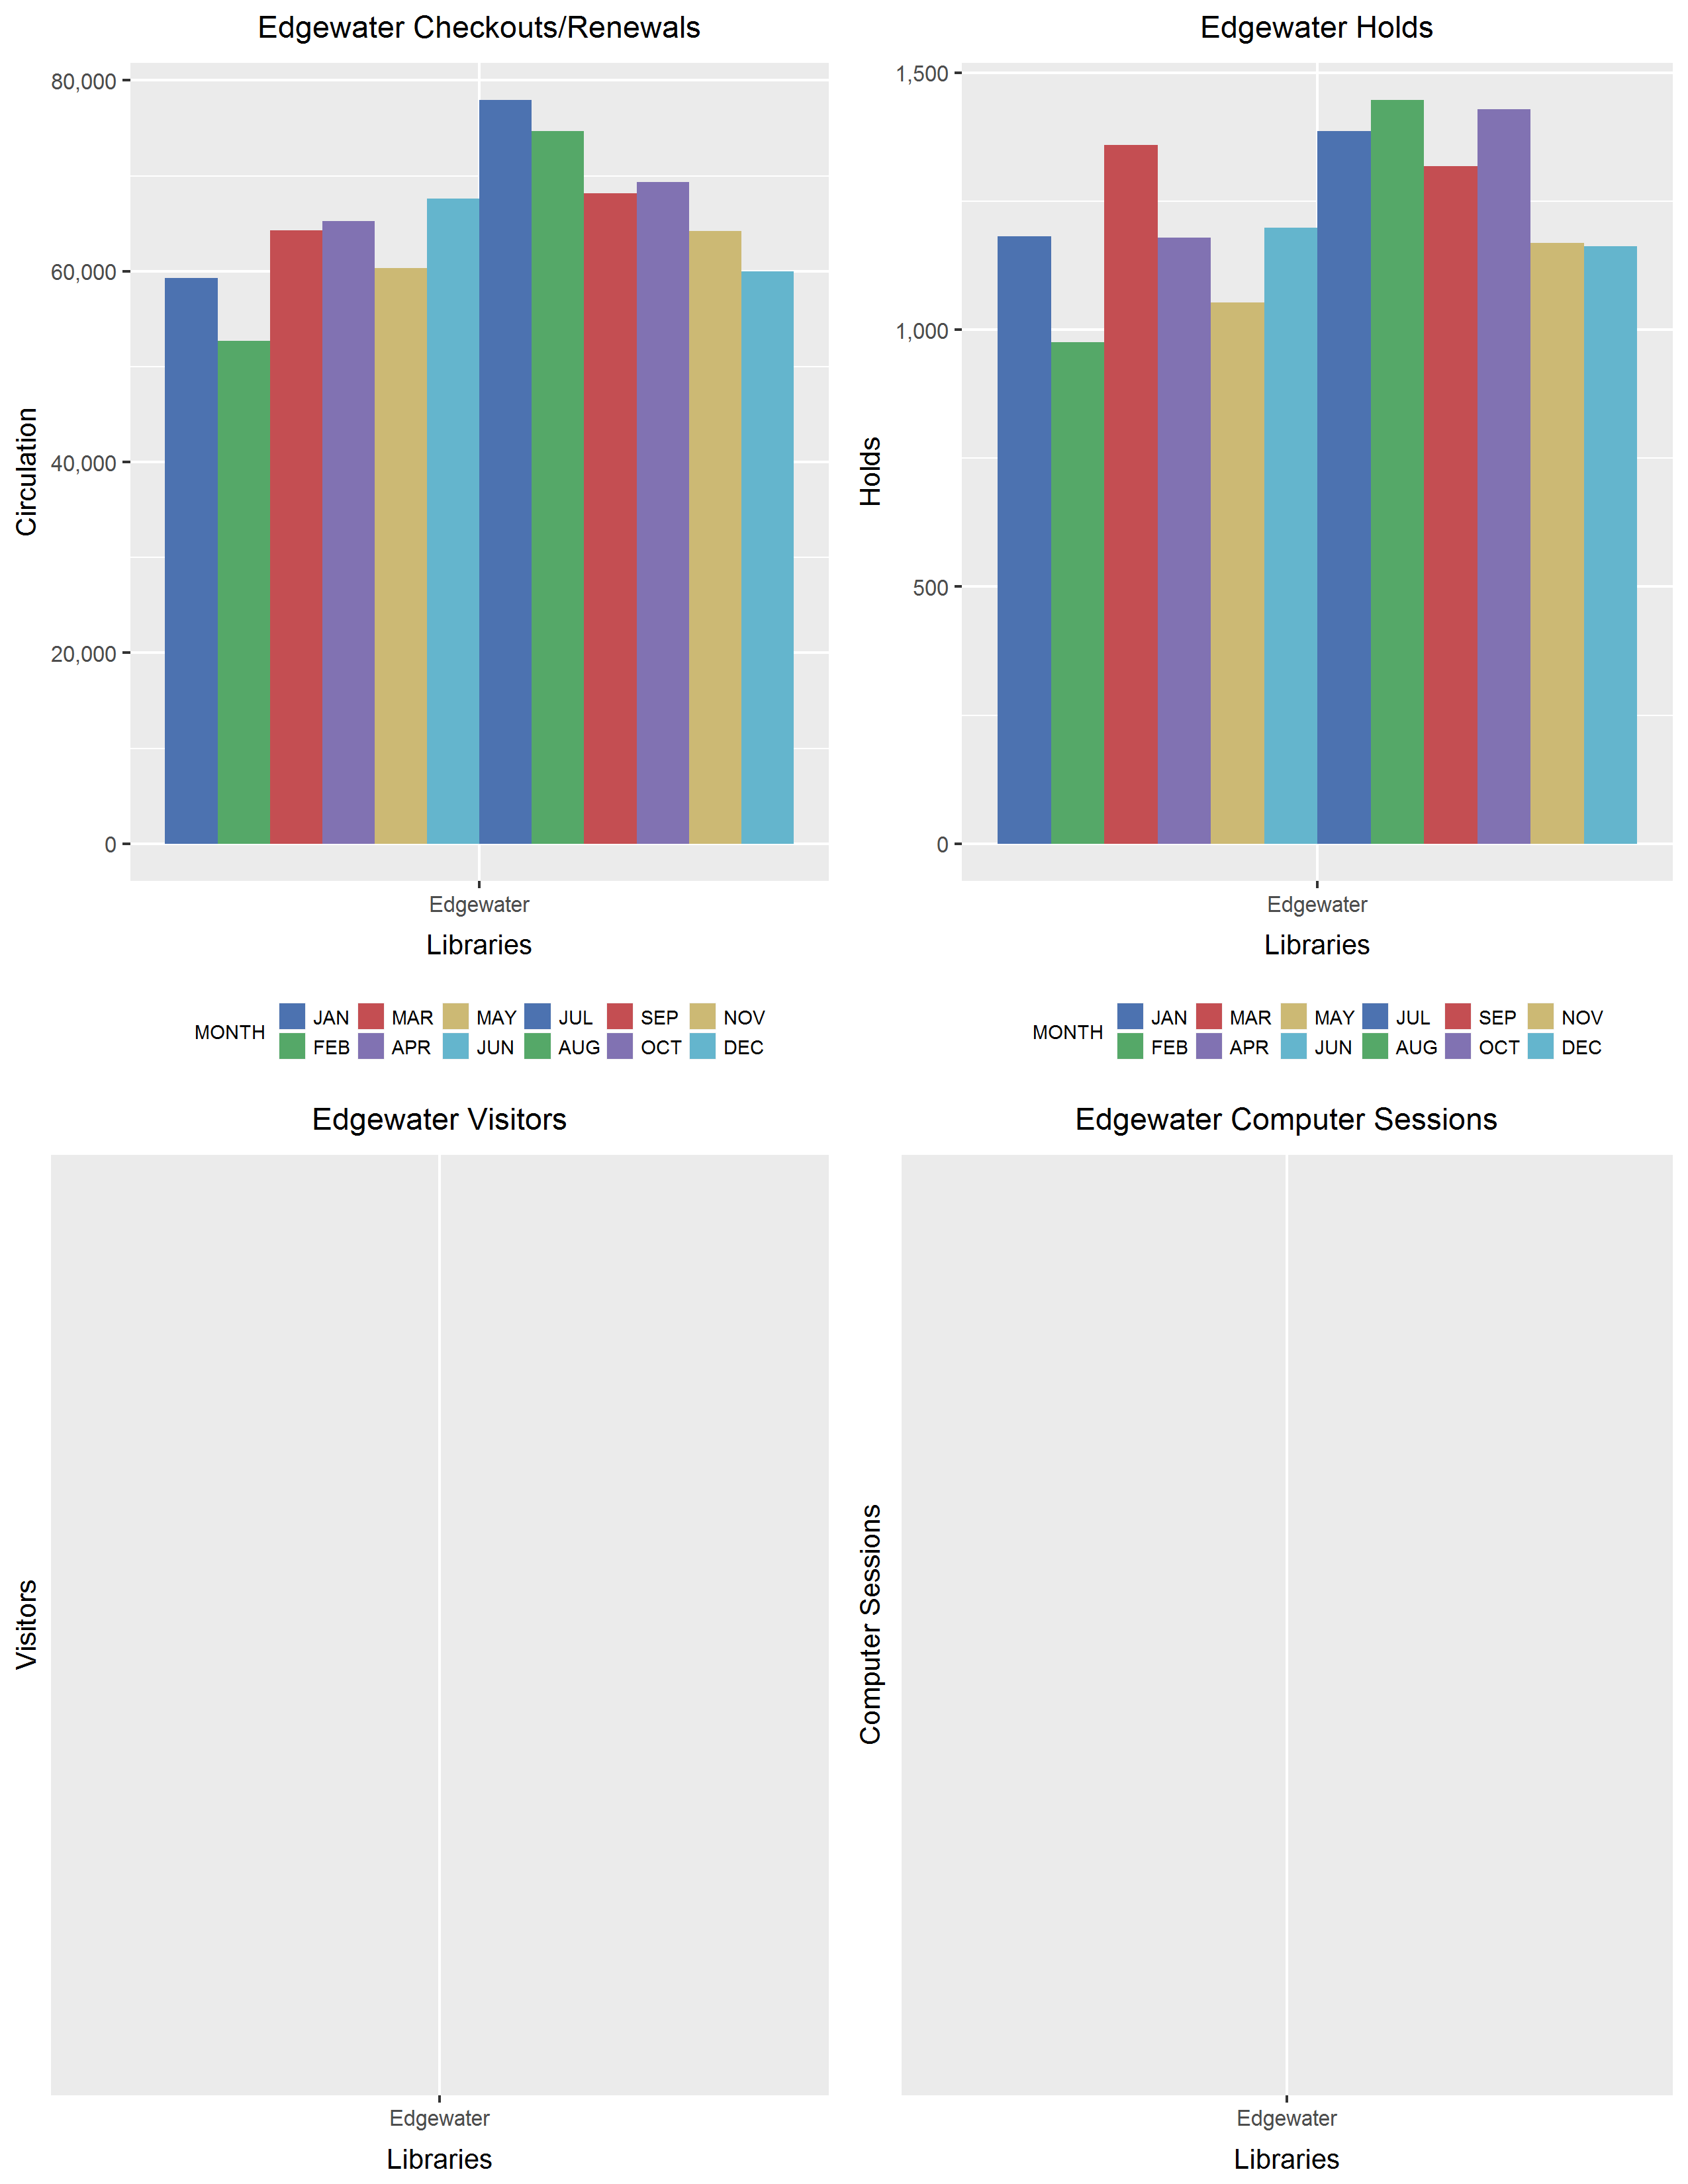 Edgewater Checkouts/Renewals
Circulation
80,000
60,000
40,000
20,000
0
Edgewater
Libraries
MONTH JAN MAR MAY JUL SEP NOV
FEB APR JUN AUG OCT DEC
Edgewater Holds
Holds
1,500
1,000
500
0
Edgewater
Libraries
MONTH JAN MAR MAY JUL SEP NOV
FEB APR JUN AUG OCT DEC
Edgewater Visitors
Visitors
Edgewater
Libraries
Edgewater Computer Sessions
Computer Sessions
Edgewater
Libraries